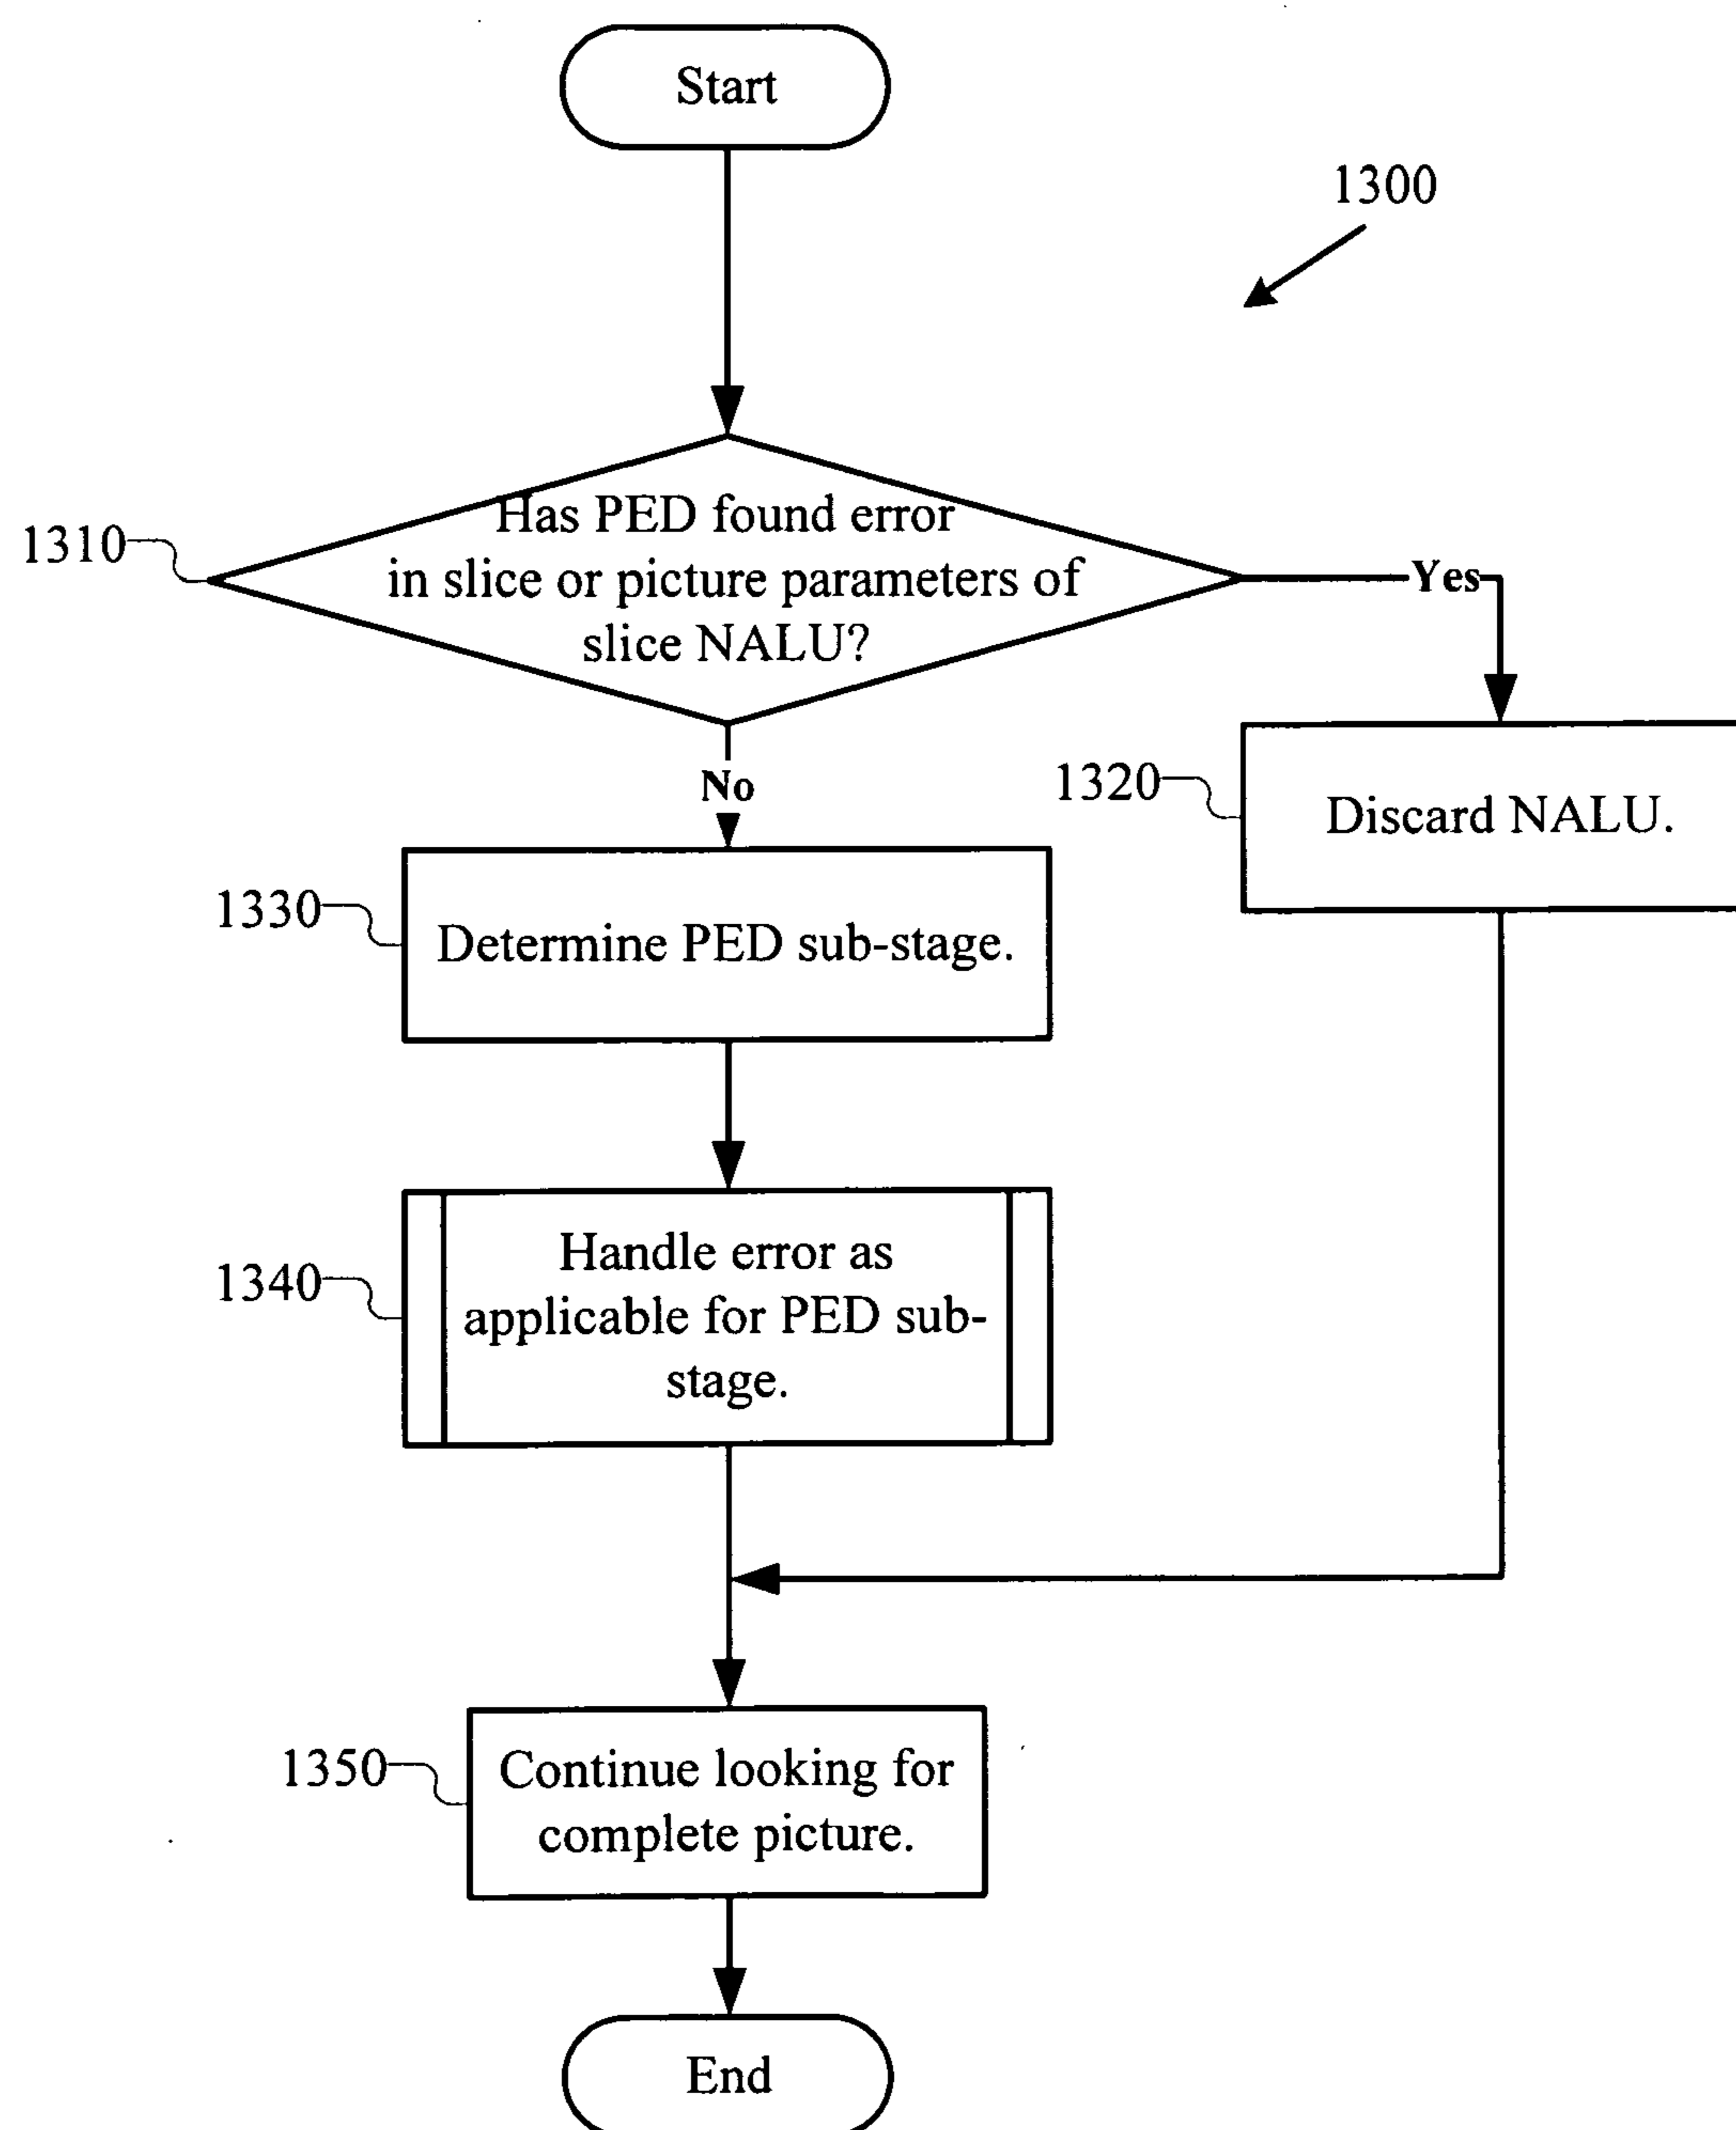 Start
1300
1310
Has PED found error
in slice or picture parameters of
slice NALU?
Yes
No
1320
Discard NALU.
1330
Determine PED sub-stage.
1340
Handle error as
applicable for PED sub-
stage.
1350
Continue looking for
complete picture.
End